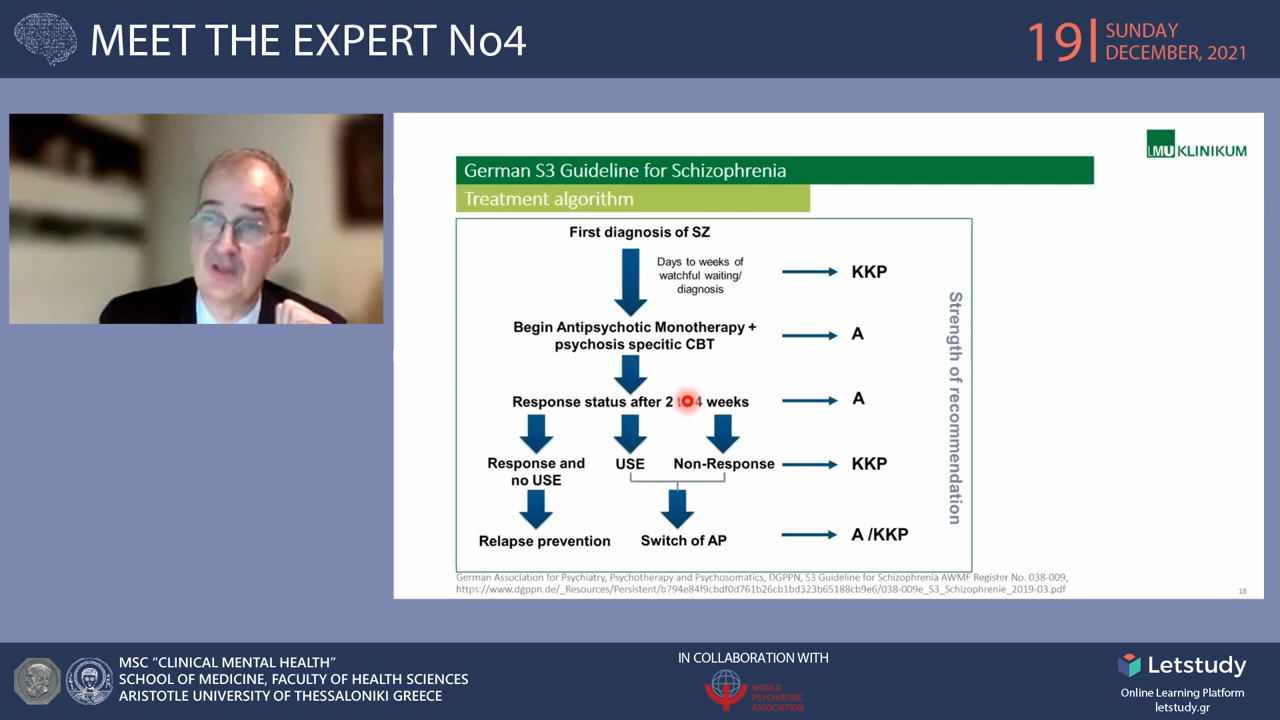 MEET THE EXPERT No4
19
SUNDAY
DECEMBER, 2021
LMU KLINIKUM
German S3 Guideline for Schizophrenia
Treatment algorithm
First diagnosis of SZ
Days to weeks of
watchful waiting/
diagnosis
KKP
Begin Antipsychotic Monotherapy +
psychosis specitic CBT
A
Response status after 2 4 weeks
A
Response and
no USE
USE
Non-Response
KKP
Relapse prevention
Switch of AP
A /KKP
Strength of recommendation
German Association for Psychiatry, Psychotherapy and Psychosomatics, DGPPN, S3 Guideline for Schizophrenia AWMF Register No. 038-009,
https://www.dgppn.de/_Resources/Persistent/b794e84f9cbdf0d761b26cb1bd323b65188cb9e6/038-009e_S3_Schizophrenie_2019-03.pdf
18
MSC “CLINICAL MENTAL HEALTH”
SCHOOL OF MEDICINE, FACULTY OF HEALTH SCIENCES
ARISTOTLE UNIVERSITY OF THESSALONIKI GREECE
IN COLLABORATION WITH
WORLD
PSYCHIATRIC
ASSOCIATION
Letstudy
Online Learning Platform
letstudy.gr